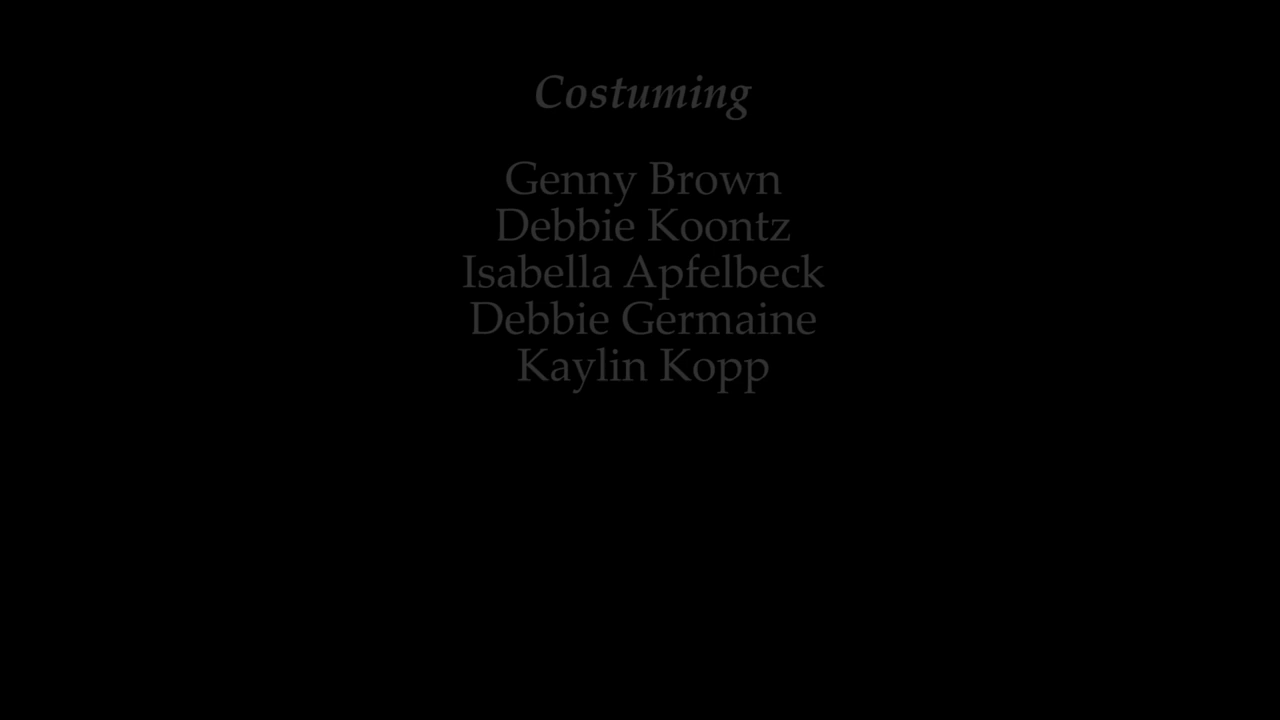 Costuming
Genny Brown
Debbie Koontz
Isabella Apfelbeck
Debbie Germaine
Kaylin Kopp